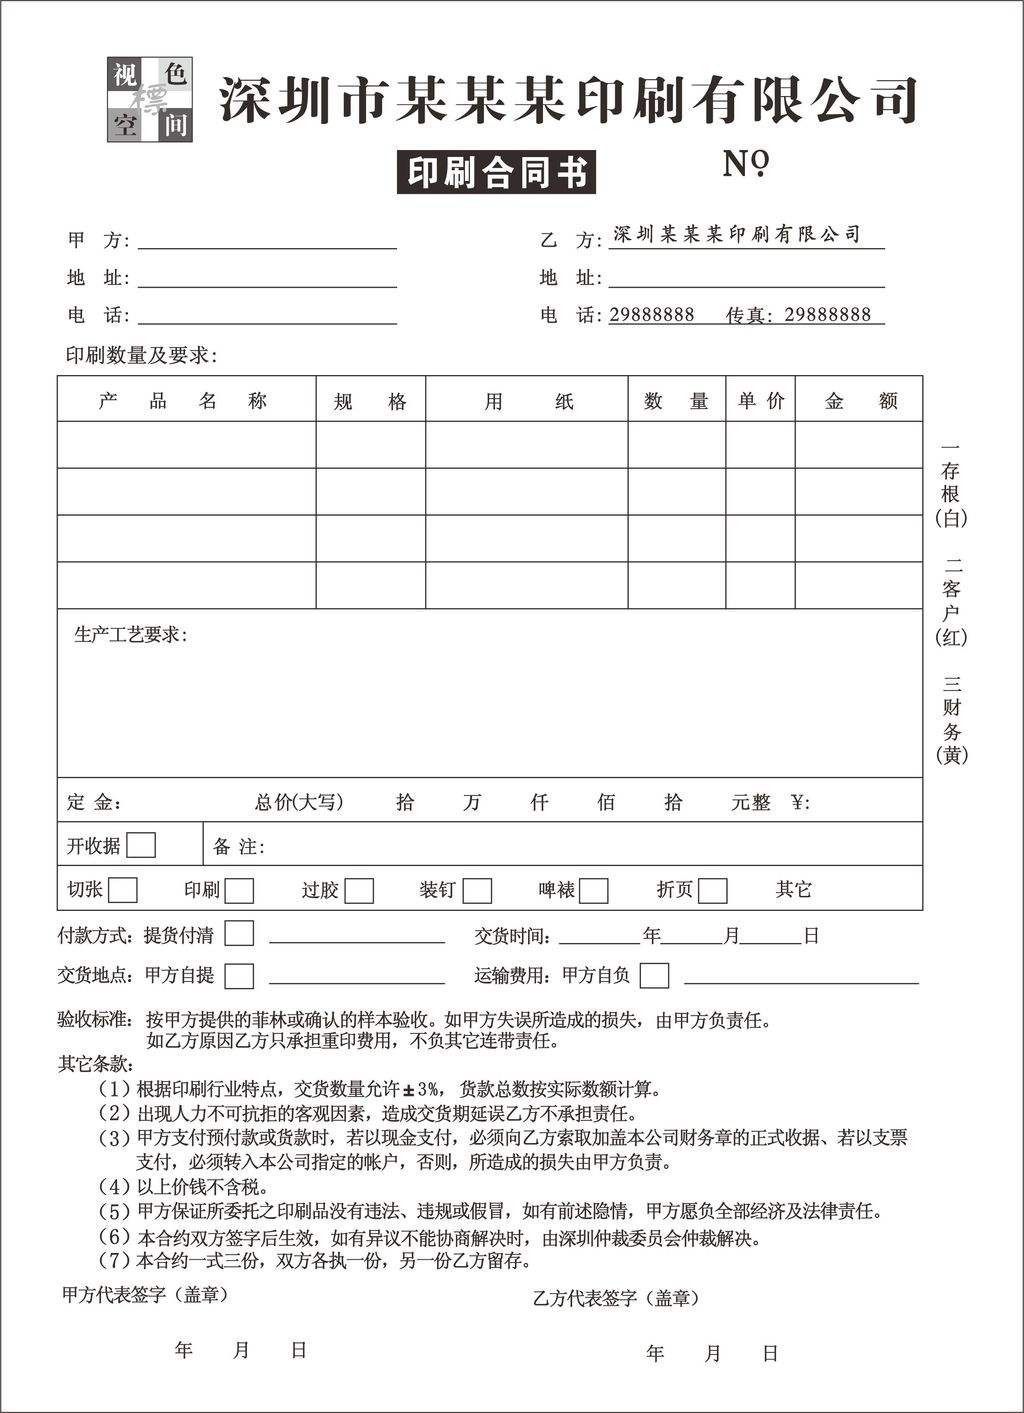 视 色
標
空 间
深圳市某某某印刷有限公司
印刷合同书
Nº.
甲 方: 乙 方: 深圳某某某印刷有限公司
地 址: 地 址:
电 话: 电 话: 29888888 传真: 29888888
印刷数量及要求:
产 品 名 称 规 格 用 纸 数 量 单 价 金 额
一存根(白) 二客户(红) 三财务(黄)
生产工艺要求:
定 金: 总价(大写) 拾 万 仟 佰 拾 元整 ¥:
开收据 备 注:
切张 印刷 过胶 装钉 啤裱 折页 其它
付款方式: 提货付清 交货时间: 年 月 日
交货地点: 甲方自提 运输费用: 甲方自负
验收标准: 按甲方提供的菲林或确认的样本验收。如甲方失误所造成的损失, 由甲方负责任。
如乙方原因乙方只承担重印费用, 不负其它连带责任。
其它条款:
(1) 根据印刷行业特点, 交货数量允许±3%, 货款总数按实际数额计算。
(2) 出现人力不可抗拒的客观因素, 造成交货期延误乙方不承担责任。
(3) 甲方支付预付款或货款时, 若以现金支付, 必须向乙方索取加盖本公司财务章的正式收据、若以支票
支付, 必须转入本公司指定的帐户, 否则, 所造成的损失由甲方负责。
(4) 以上价钱不含税。
(5) 甲方保证所委托之印刷品没有违法、违规或假冒, 如有前述隐情, 甲方愿负全部经济及法律责任。
(6) 本合约双方签字后生效, 如有异议不能协商解决时, 由深圳仲裁委员会仲裁解决。
(7) 本合约一式三份, 双方各执一份, 另一份乙方留存。
甲方代表签字（盖章） 乙方代表签字（盖章）
年 月 日 年 月 日